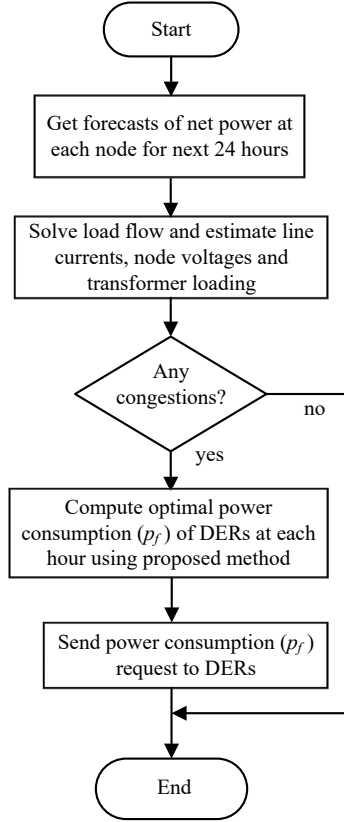 Start
Get forecasts of net power at
each node for next 24 hours
Solve load flow and estimate line
currents, node voltages and
transformer loading
Any
congestions?
no
yes
Compute optimal power
consumption (p_f) of DERs at each
hour using proposed method
Send power consumption (p_f)
request to DERs
End